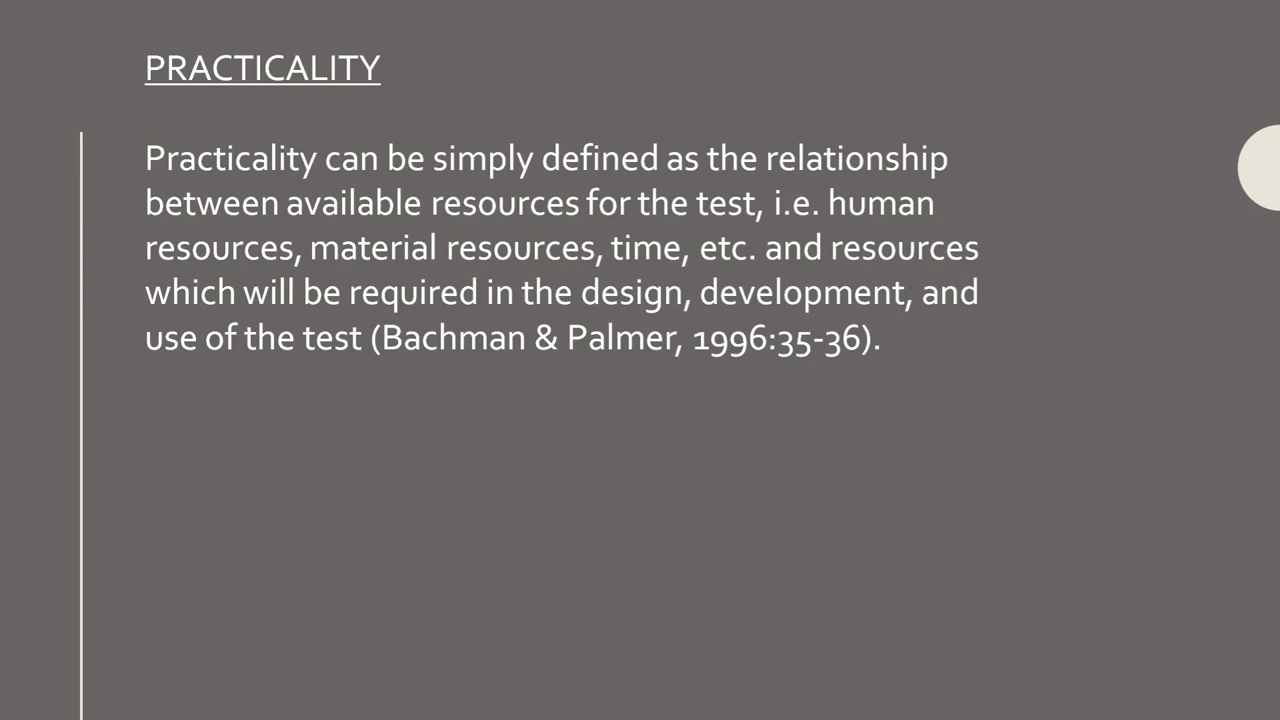 PRACTICALITY
Practicality can be simply defined as the relationship
between available resources for the test, i.e. human
resources, material resources, time, etc. and resources
which will be required in the design, development, and
use of the test (Bachman & Palmer, 1996:35-36).